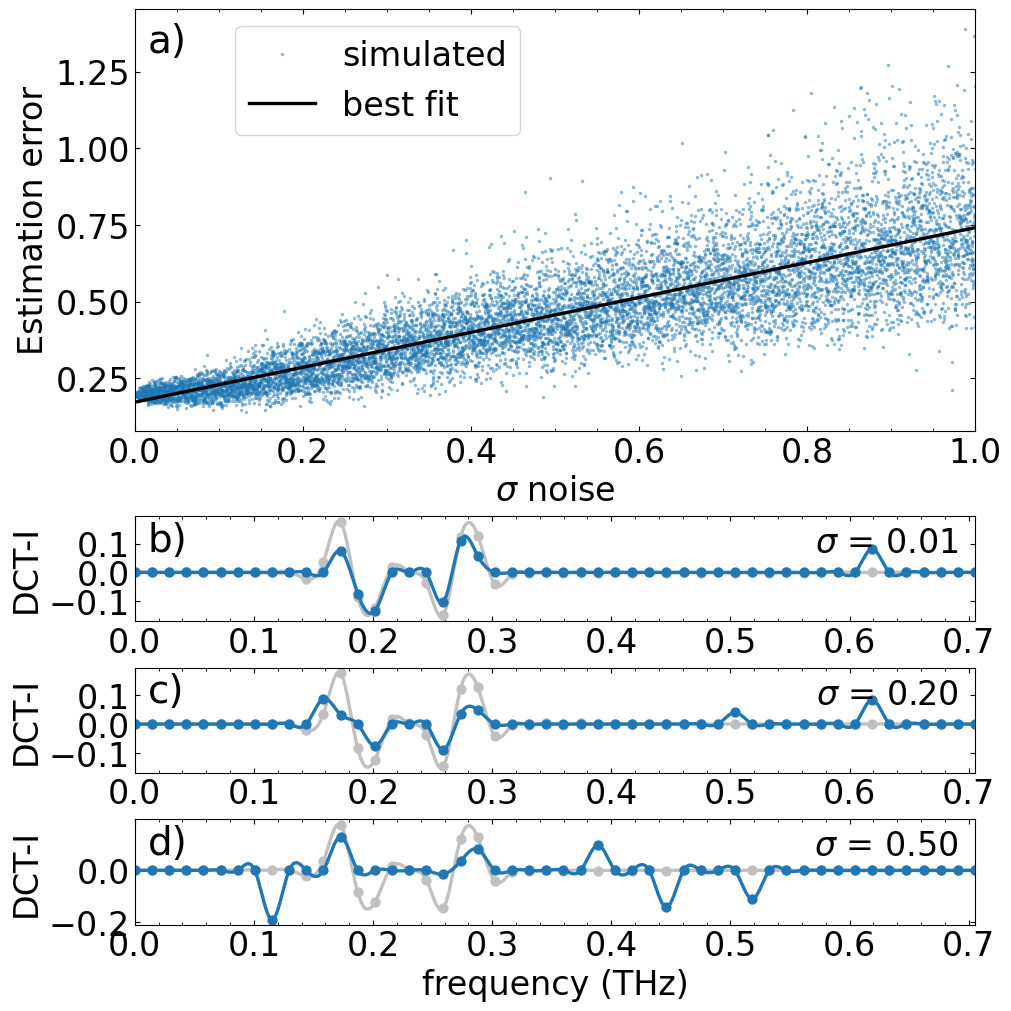 a)
simulated
best fit
Estimation error
1.25
1.00
0.75
0.50
0.25
0.0 0.2 0.4 0.6 0.8 1.0
σ noise
b)
σ = 0.01
DCT-I
0.1
0.0
−0.1
0.0 0.1 0.2 0.3 0.4 0.5 0.6 0.7
c)
σ = 0.20
DCT-I
0.1
0.0
−0.1
0.0 0.1 0.2 0.3 0.4 0.5 0.6 0.7
d)
σ = 0.50
DCT-I
0.0
−0.2
0.0 0.1 0.2 0.3 0.4 0.5 0.6 0.7
frequency (THz)